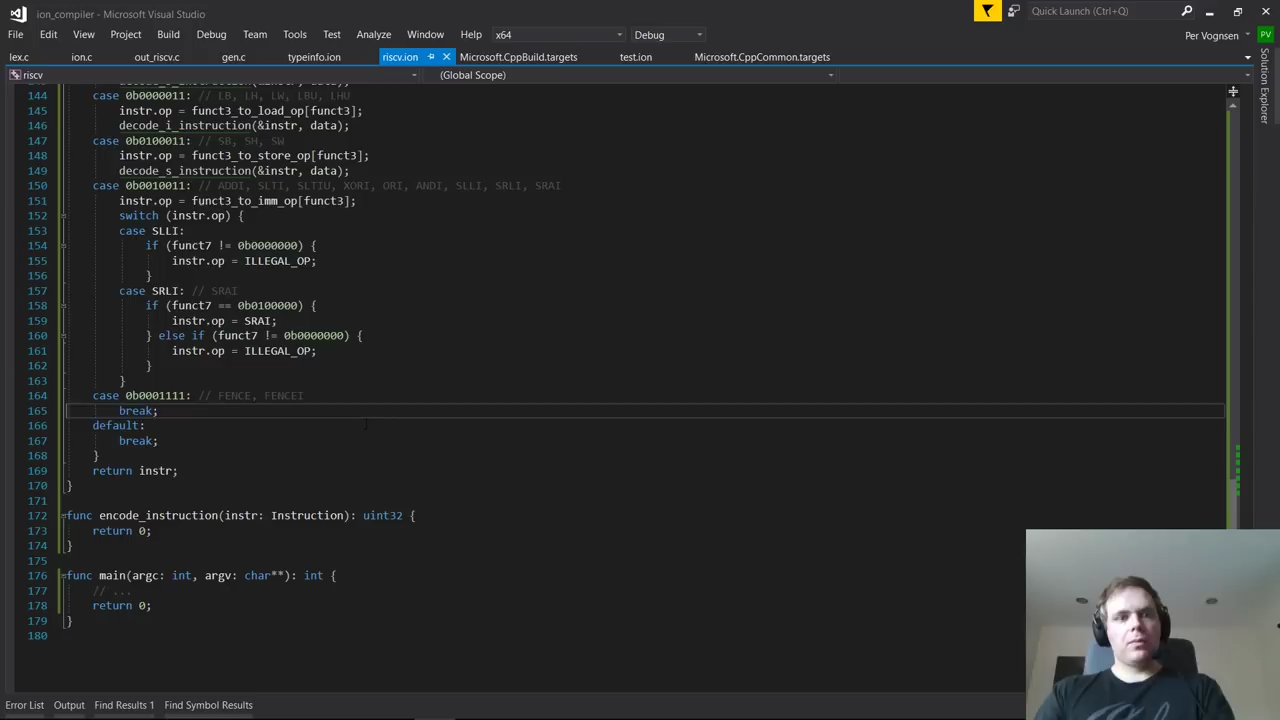 ion_compiler - Microsoft Visual Studio
Quick Launch (Ctrl+Q)
File Edit View Project Build Debug Team Tools Test Analyze Window Help x64 Debug Per Vognsen PV
lex.c ion.c out_riscv.c gen.c typeinfo.ion riscv.ion Microsoft.CppBuild.targets test.ion Microsoft.CppCommon.targets
Solution Explorer
riscv (Global Scope)
144 case 0b0000011: // LB, LH, LW, LBU, LHU
145 instr.op = funct3_to_load_op[funct3];
146 decode_i_instruction(&instr, data);
147 case 0b0100011: // SB, SH, SW
148 instr.op = funct3_to_store_op[funct3];
149 decode_s_instruction(&instr, data);
150 case 0b0010011: // ADDI, SLTI, SLTIU, XORI, ORI, ANDI, SLLI, SRLI, SRAI
151 instr.op = funct3_to_imm_op[funct3];
152 switch (instr.op) {
153 case SLLI:
154 if (funct7 != 0b0000000) {
155 instr.op = ILLEGAL_OP;
156 }
157 case SRLI: // SRAI
158 if (funct7 == 0b0100000) {
159 instr.op = SRAI;
160 } else if (funct7 != 0b0000000) {
161 instr.op = ILLEGAL_OP;
162 }
163 }
164 case 0b0001111: // FENCE, FENCEI
165 break;
166 default:
167 break;
168 }
169 return instr;
170 }
171
172 func encode_instruction(instr: Instruction): uint32 {
173 return 0;
174 }
175
176 func main(argc: int, argv: char**): int {
177 // ...
178 return 0;
179 }
180
Error List Output Find Results 1 Find Symbol Results